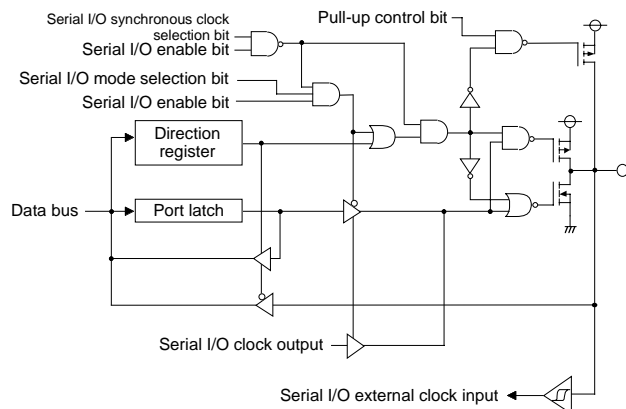 Serial I/O synchronous clock
selection bit
Serial I/O enable bit
Pull-up control bit
Serial I/O mode selection bit
Serial I/O enable bit
Direction
register
Data bus
Port latch
Serial I/O clock output
Serial I/O external clock input